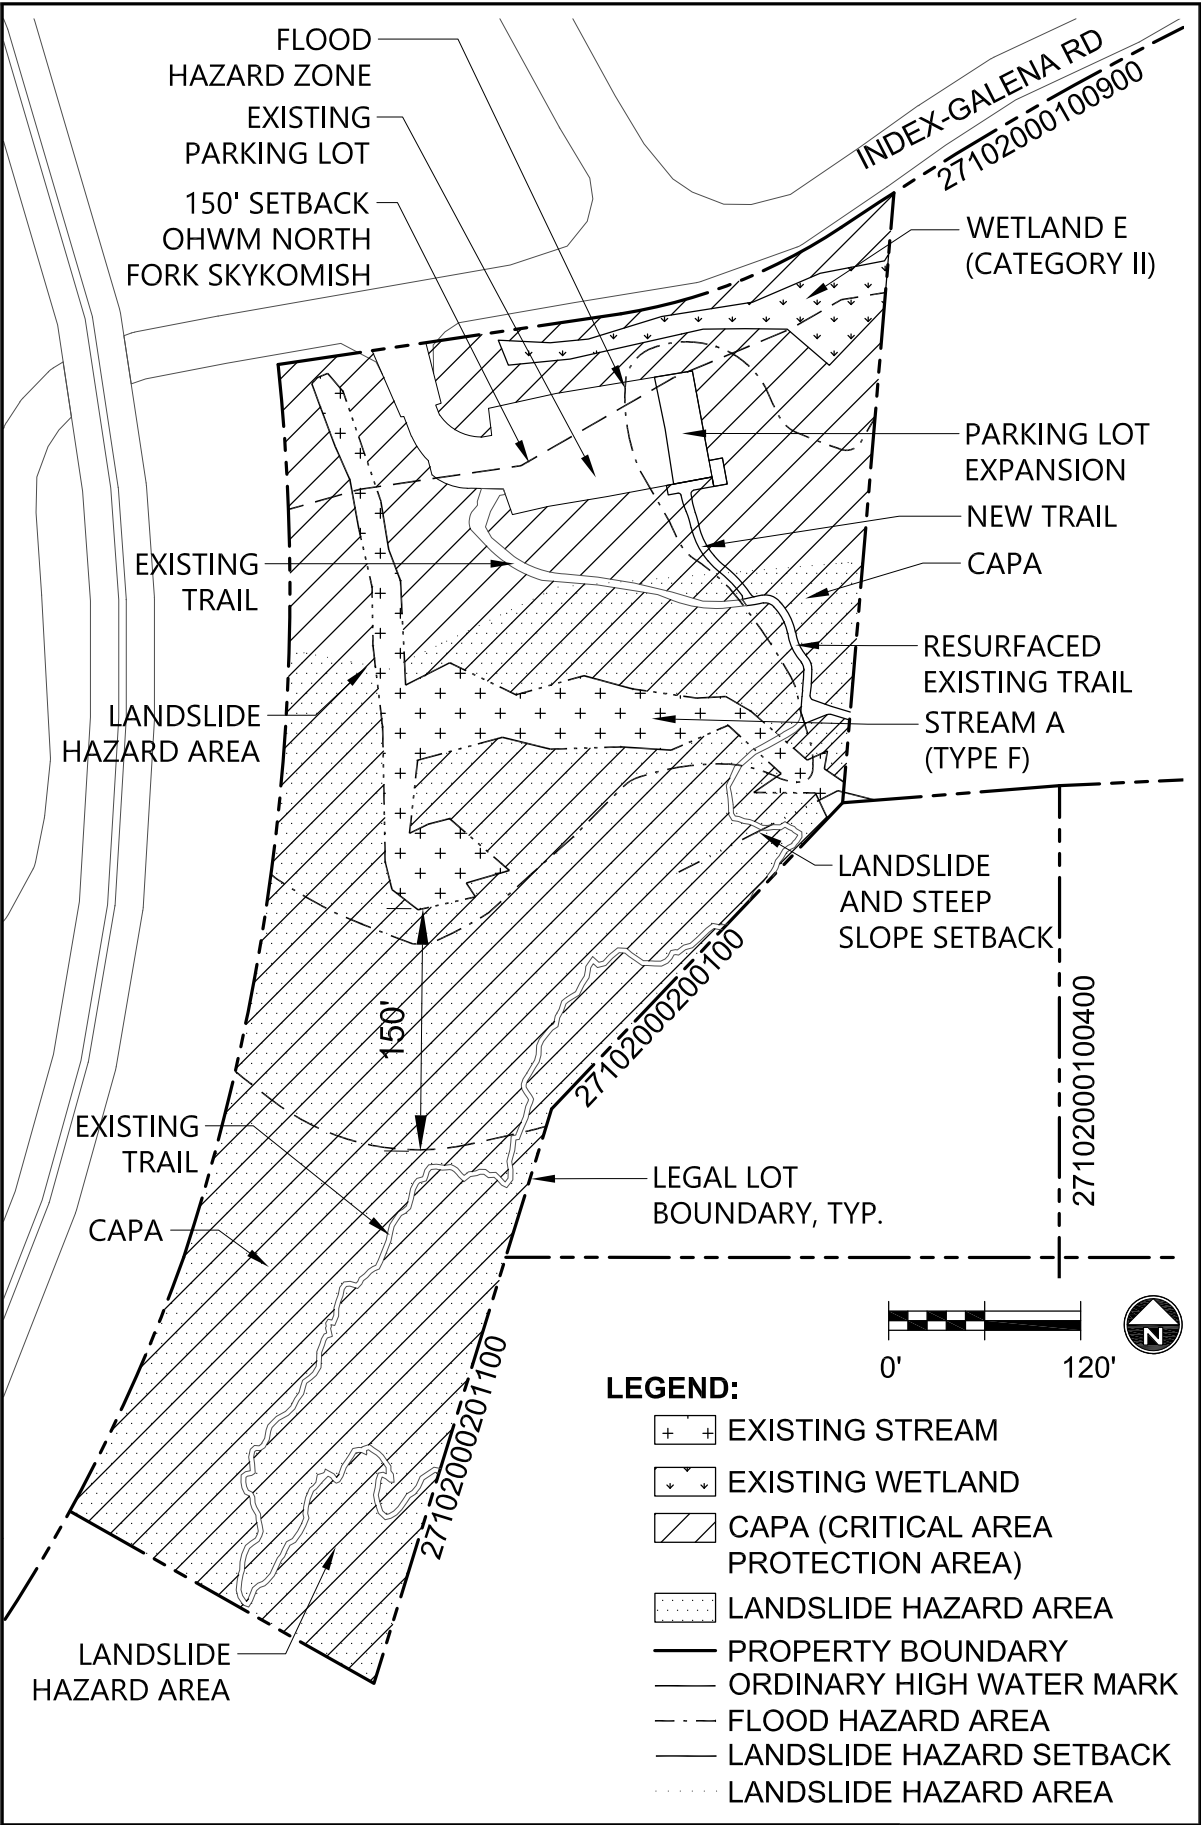 FLOOD
HAZARD ZONE
EXISTING
PARKING LOT
150' SETBACK
OHWM NORTH
FORK SKYKOMISH
INDEX-GALENA RD
27102000100900
WETLAND E
(CATEGORY II)
PARKING LOT
EXPANSION
NEW TRAIL
CAPA
EXISTING
TRAIL
RESURFACED
EXISTING TRAIL
LANDSLIDE
HAZARD AREA
STREAM A
(TYPE F)
LANDSLIDE
AND STEEP
SLOPE SETBACK
27102000200100
150'
27102000100400
EXISTING
TRAIL
LEGAL LOT
BOUNDARY, TYP.
CAPA
27102000201100
0'
120'
N
LANDSLIDE
HAZARD AREA
LEGEND:
EXISTING STREAM
EXISTING WETLAND
CAPA (CRITICAL AREA
PROTECTION AREA)
LANDSLIDE HAZARD AREA
PROPERTY BOUNDARY
ORDINARY HIGH WATER MARK
FLOOD HAZARD AREA
LANDSLIDE HAZARD SETBACK
LANDSLIDE HAZARD AREA